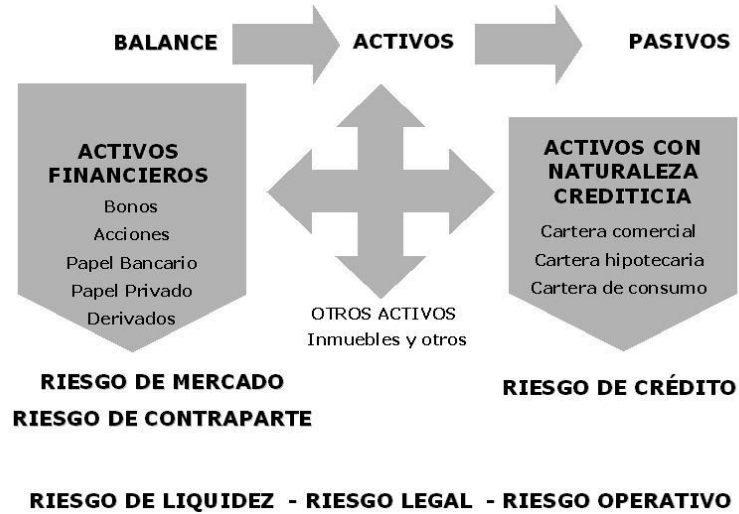 BALANCE
ACTIVOS
PASIVOS
ACTIVOS
FINANCIEROS
Bonos
Acciones
Papel Bancario
Papel Privado
Derivados
OTROS ACTIVOS
Inmuebles y otros
ACTIVOS CON
NATURALEZA
CREDITICIA
Cartera comercial
Cartera hipotecaria
Cartera de consumo
RIESGO DE MERCADO
RIESGO DE CONTRAPARTE
RIESGO DE CRÉDITO
RIESGO DE LIQUIDEZ - RIESGO LEGAL - RIESGO OPERATIVO